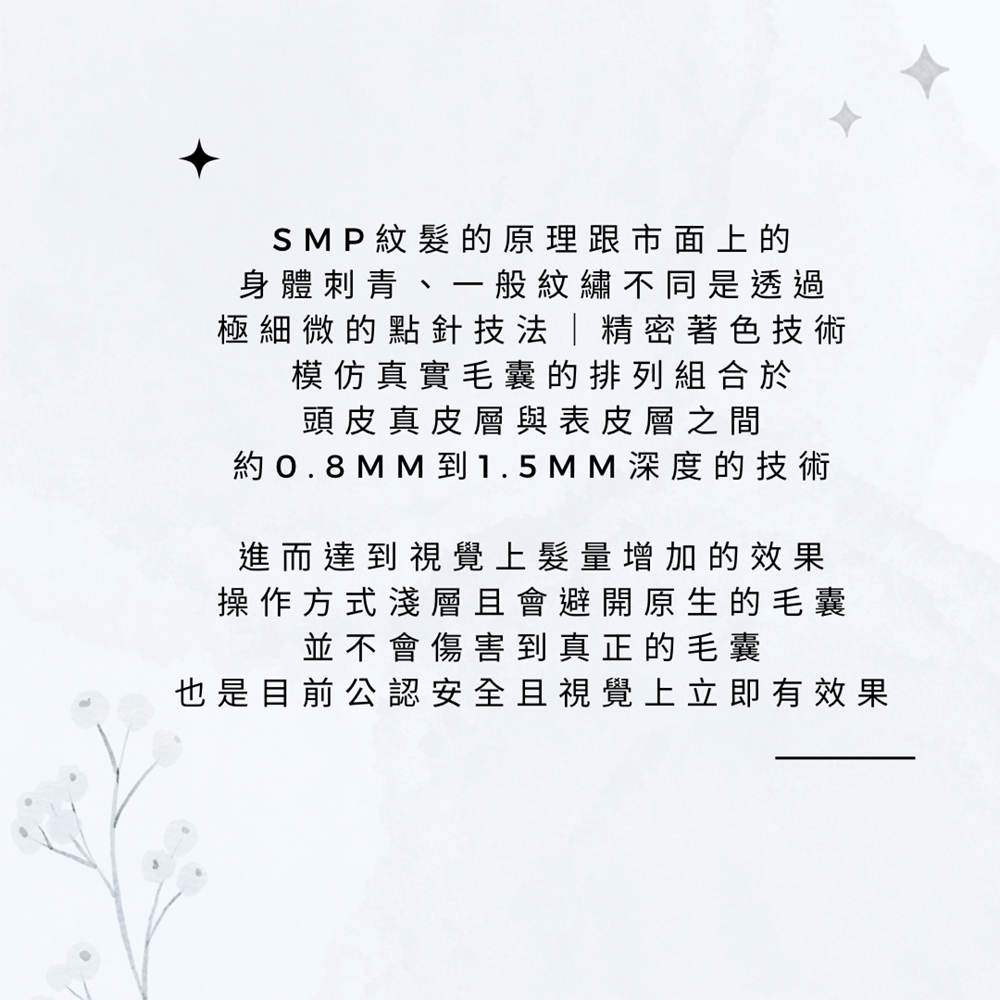 SMP紋髮的原理跟市面上的
身體刺青、一般紋繡不同是透過
極細微的點針技法｜精密著色技術
模仿真實毛囊的排列組合於
頭皮真皮層與表皮層之間
約0.8MM到1.5MM深度的技術
進而達到視覺上髮量增加的效果
操作方式淺層且會避開原生的毛囊
並不會傷害到真正的毛囊
也是目前公認安全且視覺上立即有效果